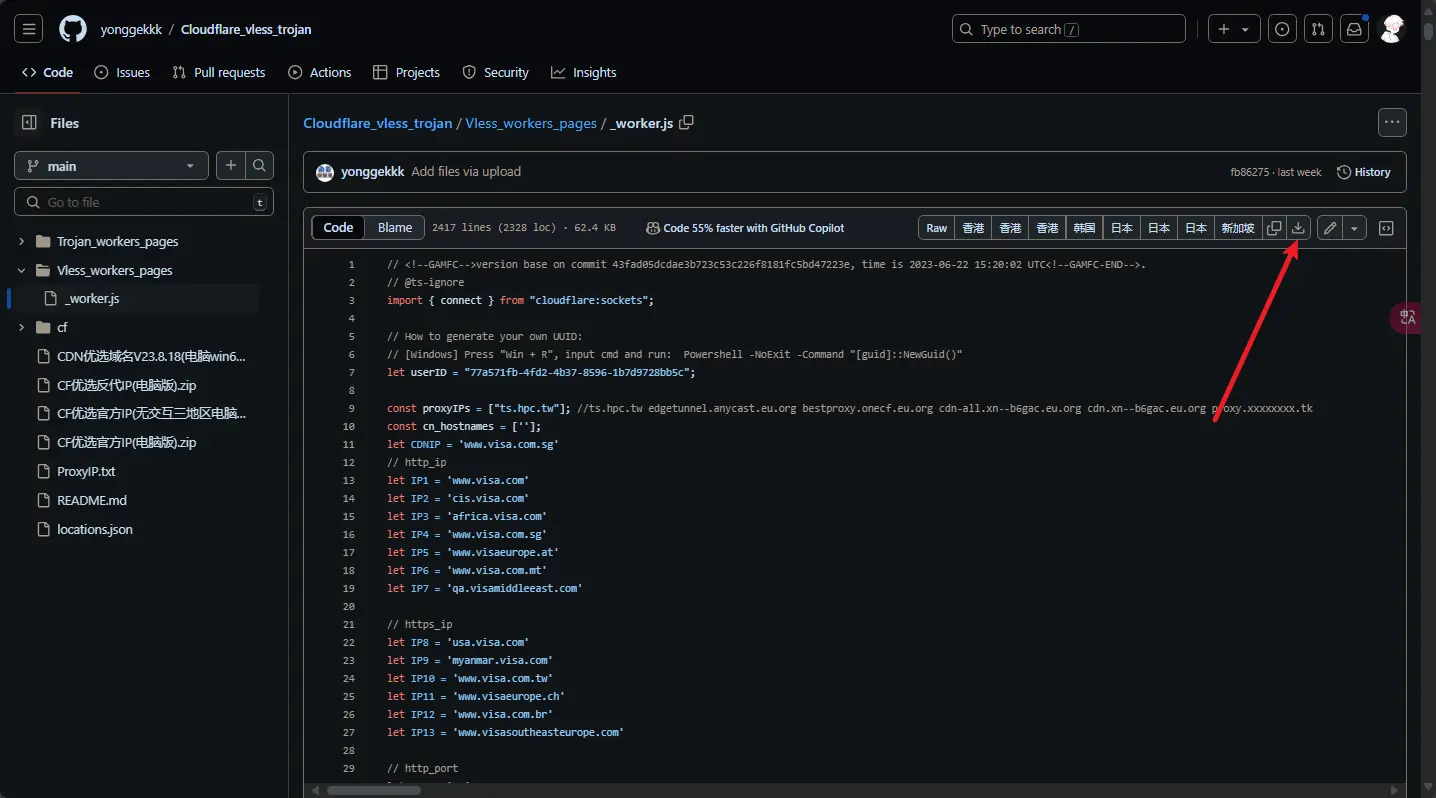 yonggekkk / Cloudflare_vless_trojan
Type to search /
Code Issues Pull requests Actions Projects Security Insights
Files
main
Go to file t
Trojan_workers_pages
Vless_workers_pages
_worker.js
cf
CDN优选域名V23.8.18(电脑win6...
CF优选反代IP(电脑版).zip
CF优选官方IP(无交互三地区电脑...
CF优选官方IP(电脑版).zip
ProxyIP.txt
README.md
locations.json
Cloudflare_vless_trojan / Vless_workers_pages / _worker.js
yonggekkk Add files via upload fb86275 · last week History
Code Blame 2417 lines (2328 loc) · 62.4 KB Code 55% faster with GitHub Copilot Raw 香港 香港 香港 韩国 日本 日本 日本 新加坡
1 // <!--GAMFC-->version base on commit 43fad05dcdae3b723c53c226f8181fc5bd47223e, time is 2023-06-22 15:20:02 UTC<!--GAMFC-END-->.
2 // @ts-ignore
3 import { connect } from "cloudflare:sockets";
4
5 // How to generate your own UUID:
6 // [Windows] Press "Win + R", input cmd and run: Powershell -NoExit -Command "[guid]::NewGuid()"
7 let userID = "77a571fb-4fd2-4b37-8596-1b7d9728bb5c";
8
9 const proxyIPs = ["ts.hpc.tw"]; //ts.hpc.tw edgetunnel.anycast.eu.org bestproxy.onecf.eu.org cdn-all.xn--b6gac.eu.org cdn.xn--b6gac.eu.org proxy.xxxxxxxx.tk
10 const cn_hostnames = [''];
11 let CDNIP = 'www.visa.com.sg'
12 // http_ip
13 let IP1 = 'www.visa.com'
14 let IP2 = 'cis.visa.com'
15 let IP3 = 'africa.visa.com'
16 let IP4 = 'www.visa.com.sg'
17 let IP5 = 'www.visaeurope.at'
18 let IP6 = 'www.visa.com.mt'
19 let IP7 = 'qa.visamiddleeast.com'
20
21 // https_ip
22 let IP8 = 'usa.visa.com'
23 let IP9 = 'myanmar.visa.com'
24 let IP10 = 'www.visa.com.tw'
25 let IP11 = 'www.visaeurope.ch'
26 let IP12 = 'www.visa.com.br'
27 let IP13 = 'www.visasoutheasteurope.com'
28
29 // http_port